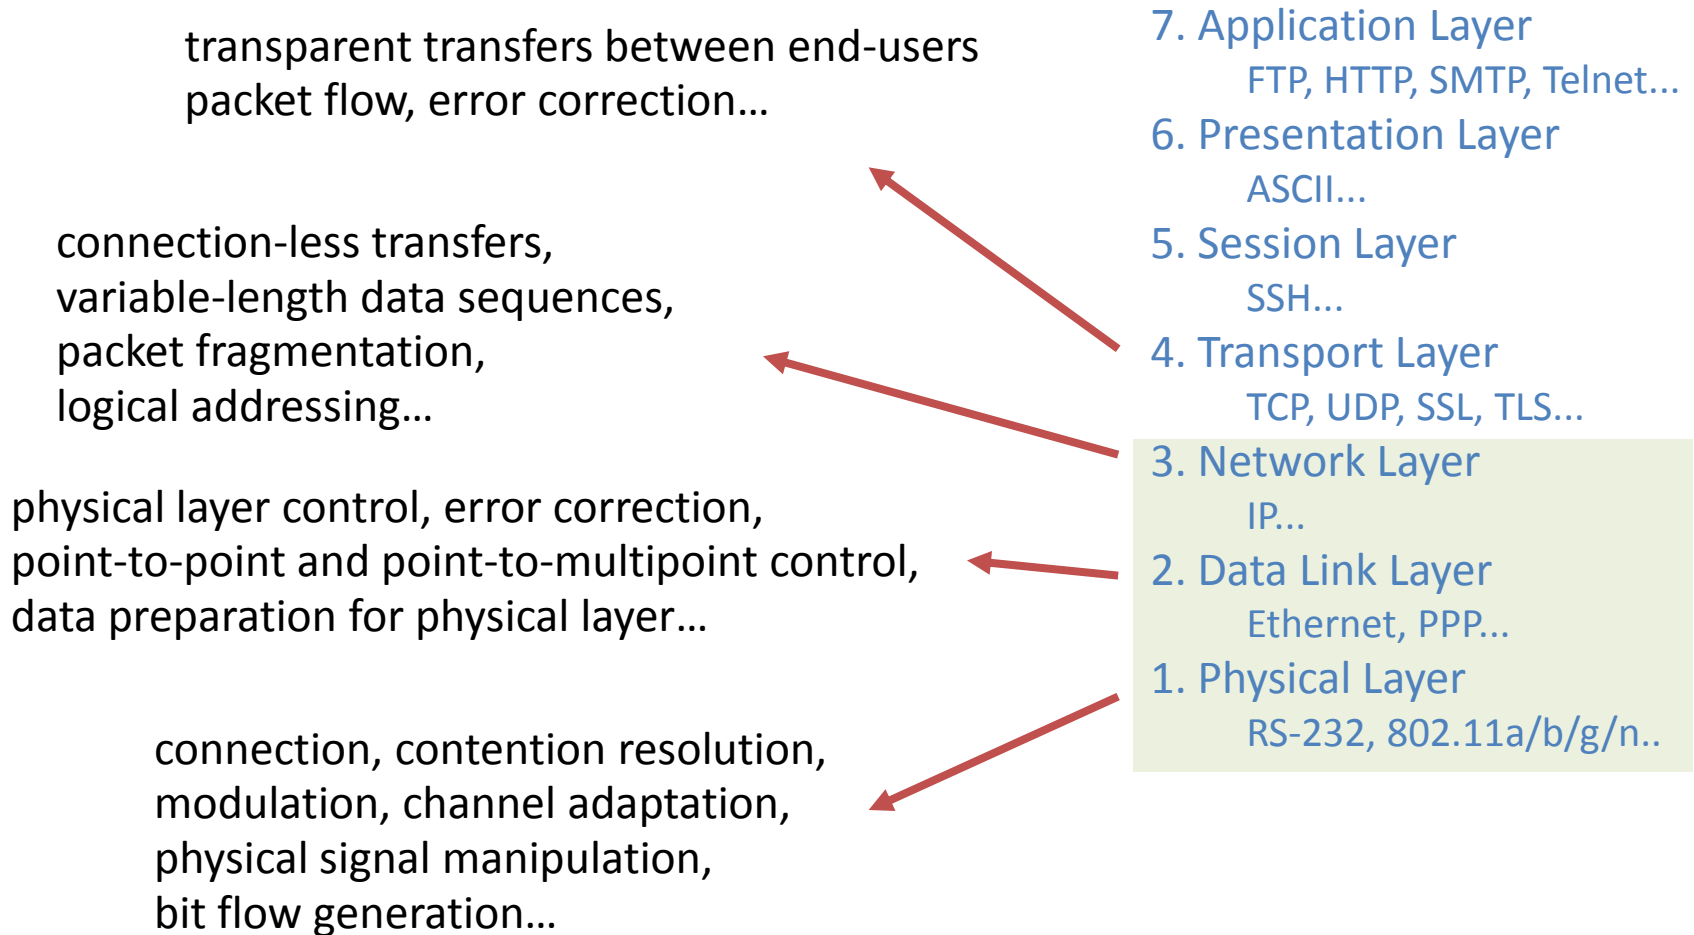 transparent transfers between end-users
packet flow, error correction…
connection-less transfers,
variable-length data sequences,
packet fragmentation,
logical addressing…
physical layer control, error correction,
point-to-point and point-to-multipoint control,
data preparation for physical layer…
connection, contention resolution,
modulation, channel adaptation,
physical signal manipulation,
bit flow generation…
7. Application Layer
FTP, HTTP, SMTP, Telnet...
6. Presentation Layer
ASCII...
5. Session Layer
SSH...
4. Transport Layer
TCP, UDP, SSL, TLS...
3. Network Layer
IP...
2. Data Link Layer
Ethernet, PPP...
1. Physical Layer
RS-232, 802.11a/b/g/n..